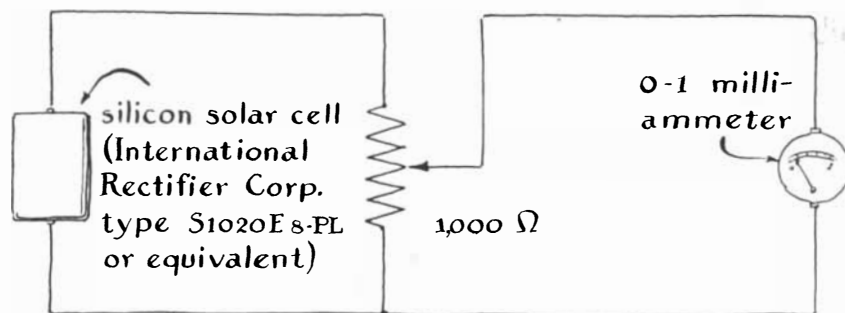 silicon solar cell
(International
Rectifier Corp.
type S1020E8-PL
or equivalent)
1,000 Ω
0-1 milli-
ammeter